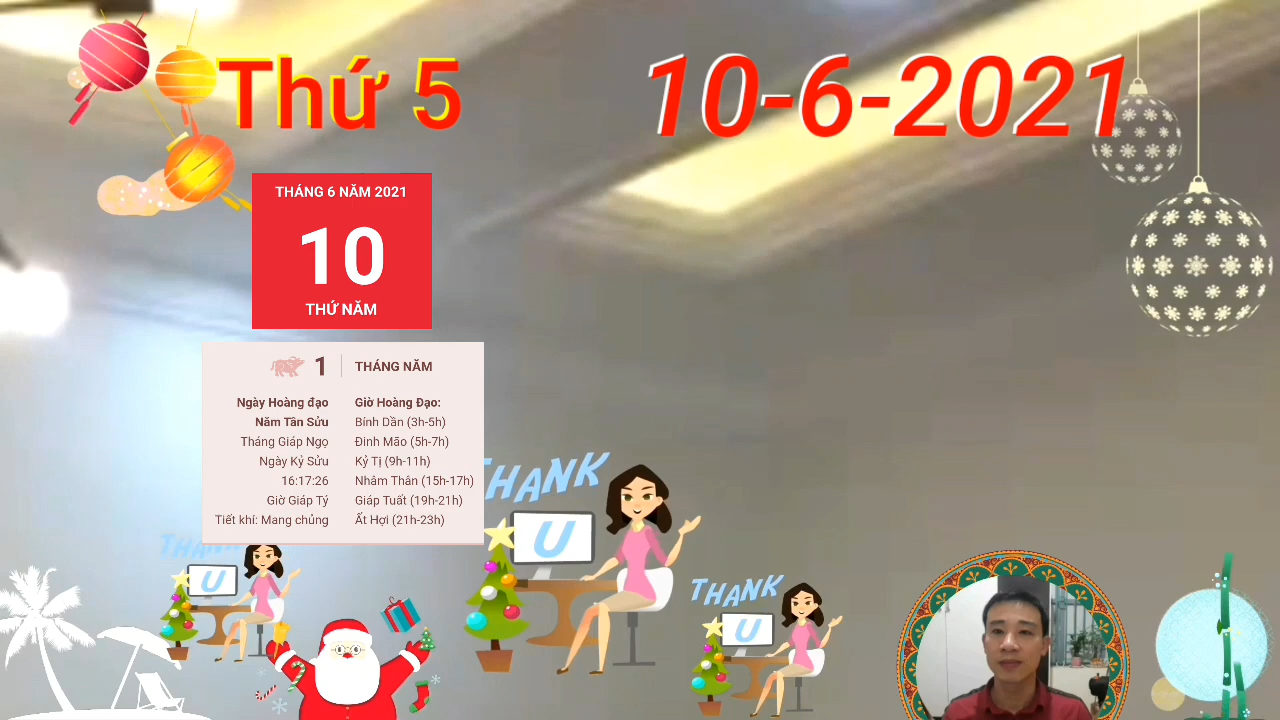 Thứ 5
10-6-2021
THÁNG 6 NĂM 2021
10
THỨ NĂM
1
THÁNG NĂM
Ngày Hoàng đạo
Năm Tân Sửu
Tháng Giáp Ngọ
Ngày Kỷ Sửu
16:17:26
Giờ Giáp Tý
Tiết khí: Mang chủng
Giờ Hoàng Đạo:
Bính Dần (3h-5h)
Đinh Mão (5h-7h)
Kỷ Tị (9h-11h)
Nhâm Thân (15h-17h)
Giáp Tuất (19h-21h)
Ất Hợi (21h-23h)
THANK
U
THANK
U
THANK
U